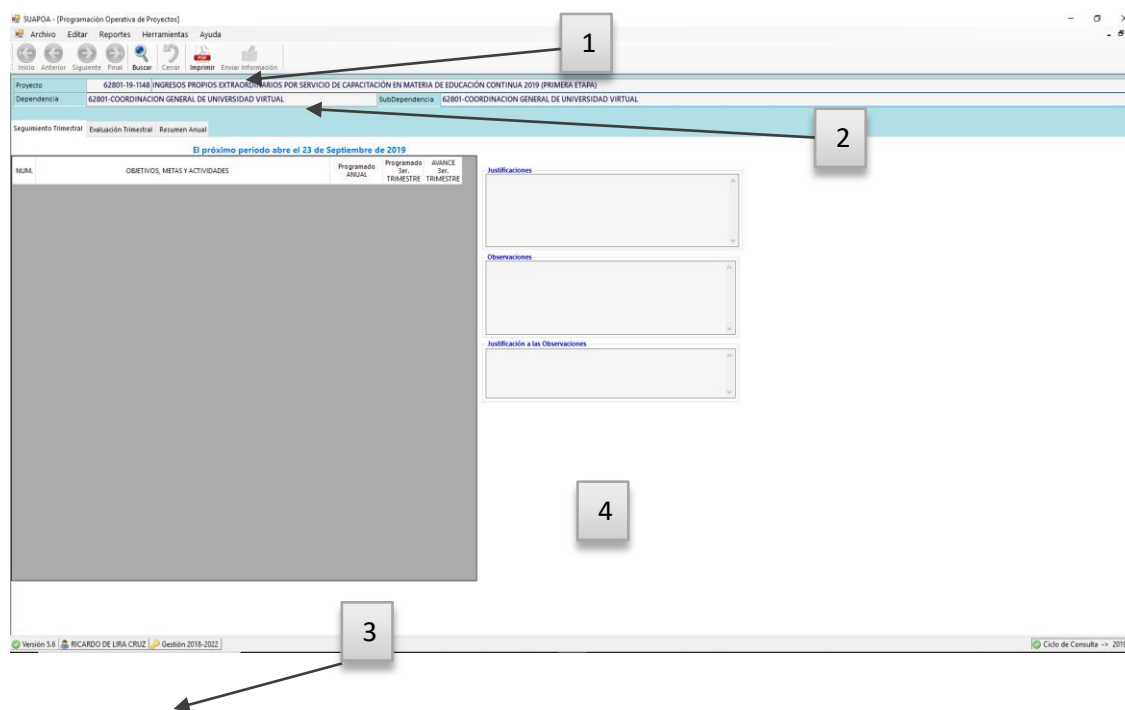 SUAPOA - [Programación Operativa de Proyectos]
Archivo Editar Reportes Herramientas Ayuda
Inicio Anterior Siguiente Final Buscar Cerrar Imprimir Enviar Información
1
Proyecto 62801-19-1148 INGRESOS PROPIOS EXTRAORDINARIOS POR SERVICIO DE CAPACITACIÓN EN MATERIA DE EDUCACIÓN CONTINUA 2019 (PRIMERA ETAPA)
Dependencia 62801-COORDINACION GENERAL DE UNIVERSIDAD VIRTUAL SubDependencia 62801-COORDINACION GENERAL DE UNIVERSIDAD VIRTUAL
2
Seguimiento Trimestral Evaluación Trimestral Resumen Anual
El próximo periodo abre el 23 de Septiembre de 2019
NUM. OBJETIVOS, METAS Y ACTIVIDADES Programado ANUAL Programado 3er. TRIMESTRE AVANCE 3er. TRIMESTRE
Justificaciones
Observaciones
Justificación a las Observaciones
4
3
Versión 5.6 RICARDO DE LIRA CRUZ Gestión 2018-2022 Ciclo de Consulta -> 2019